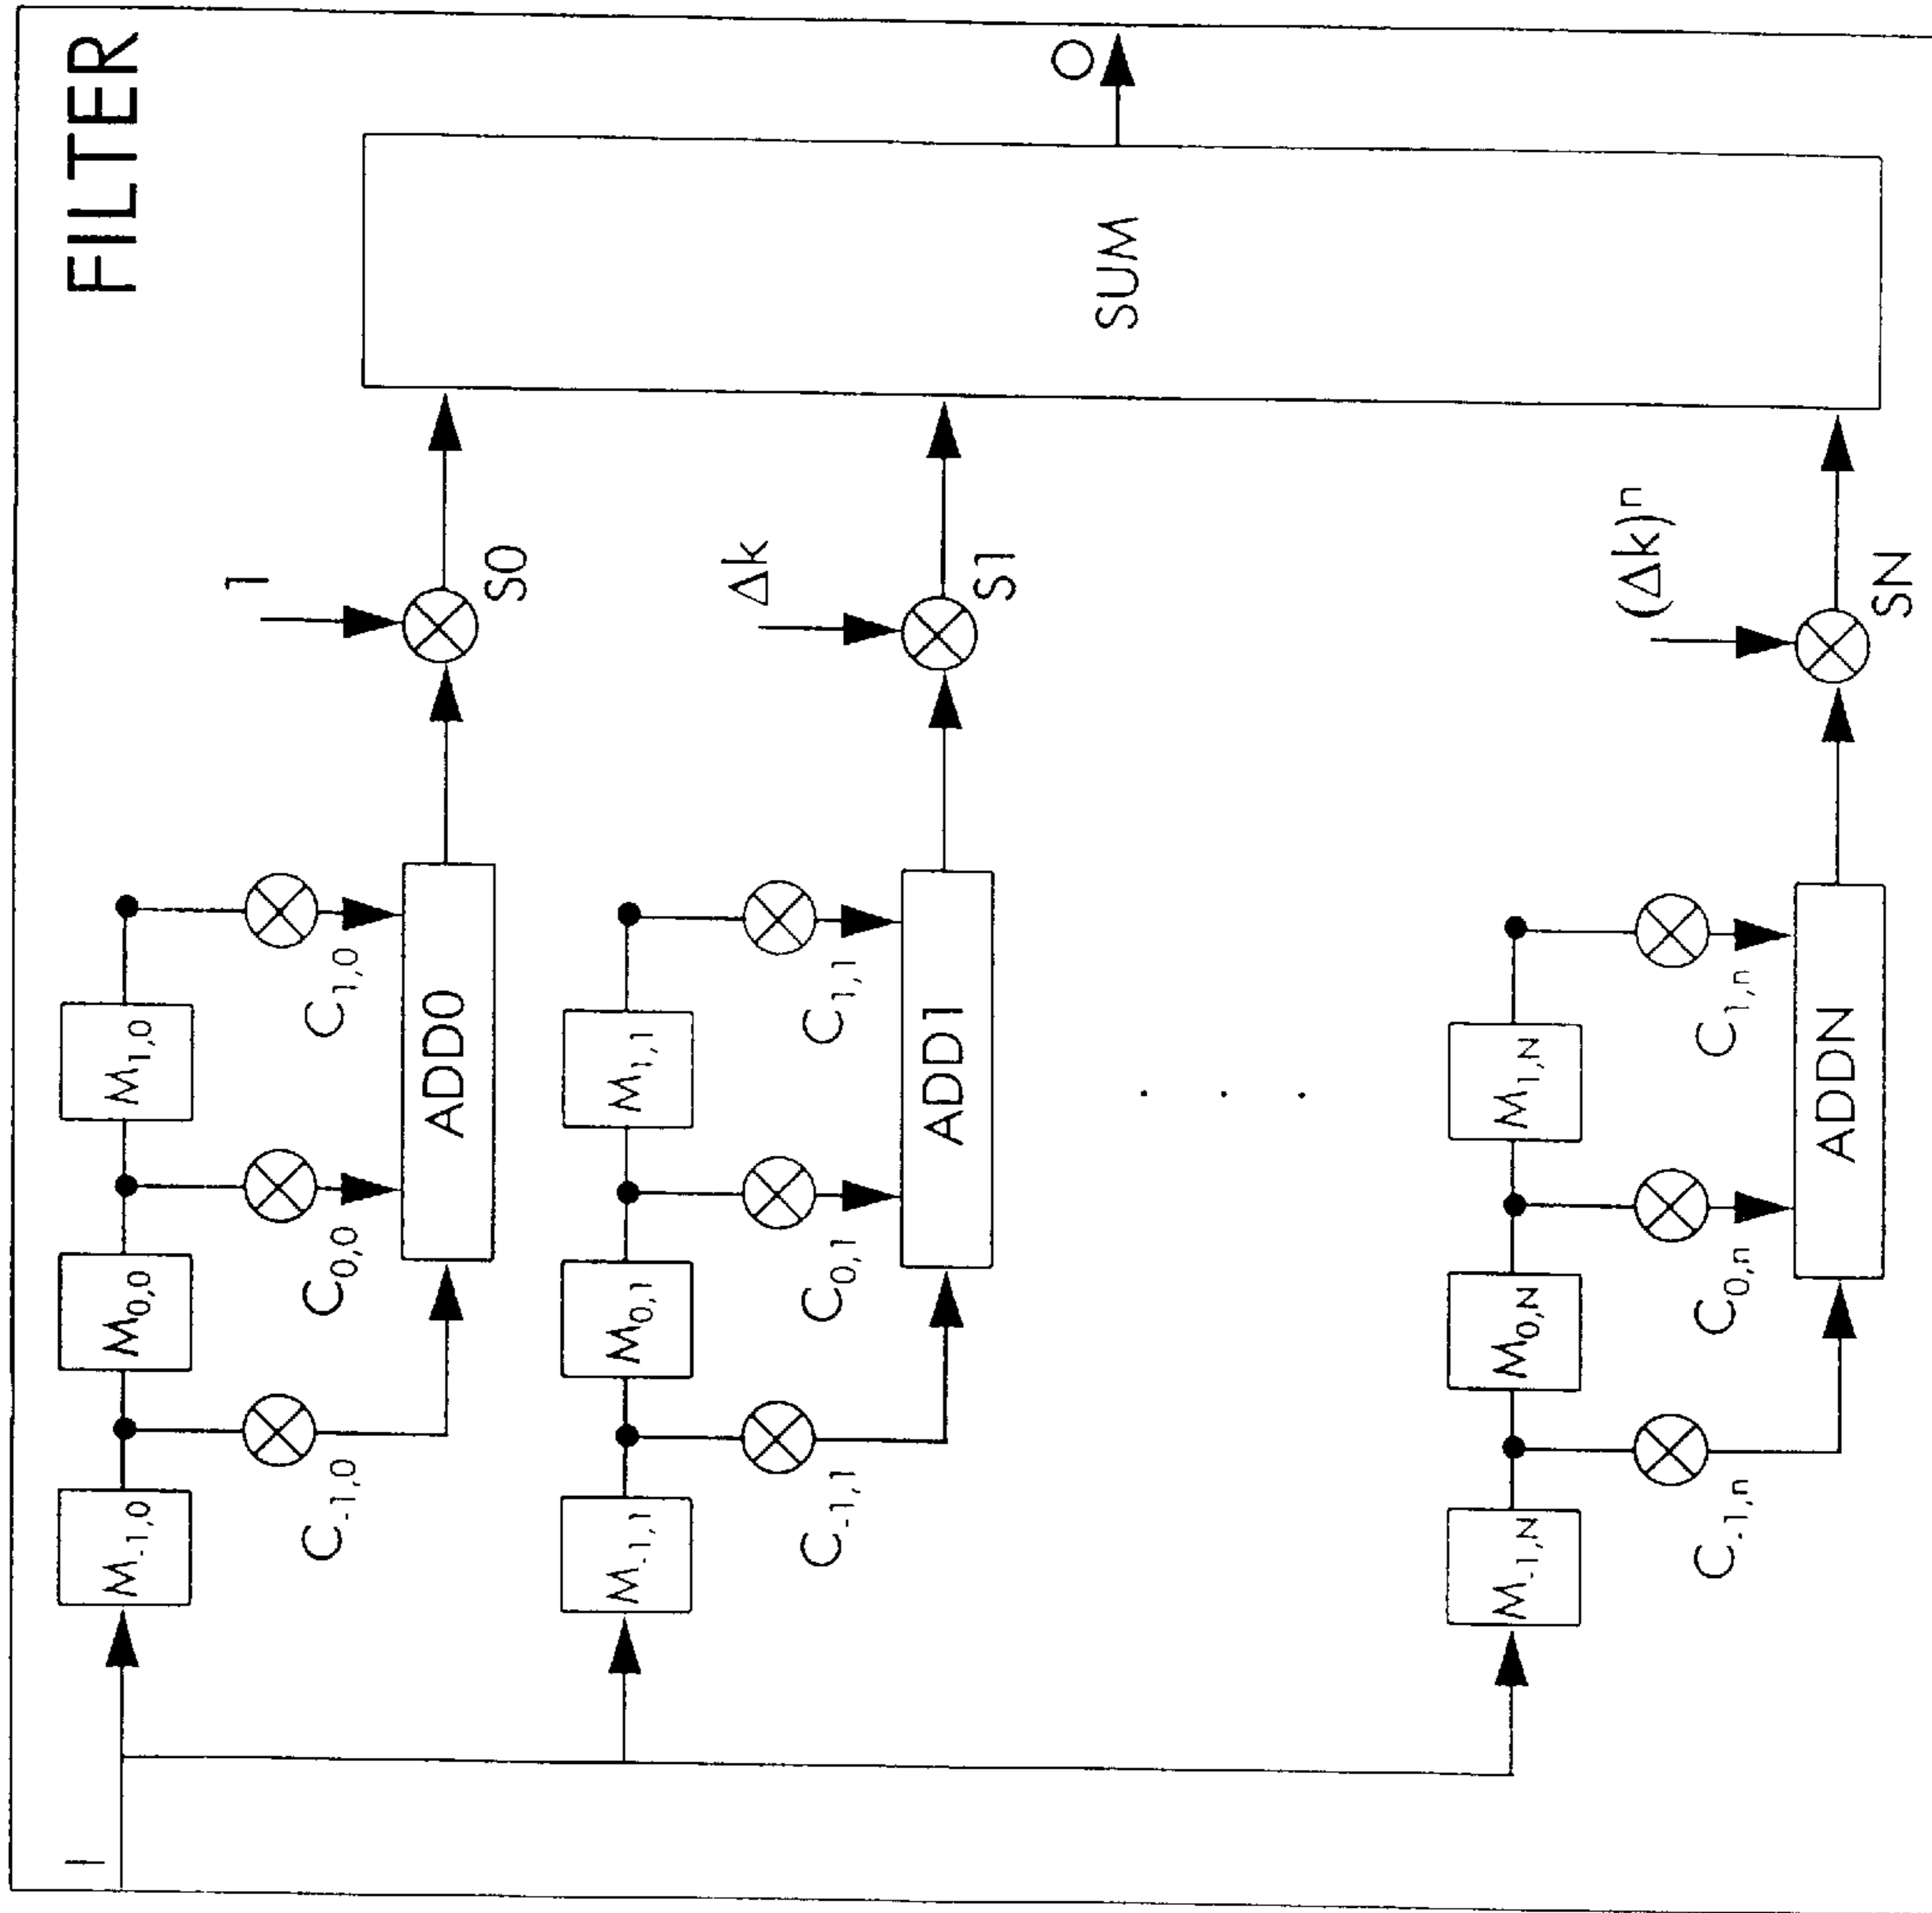 FILTER
I
M-1,0
M0,0
M1,0
C-1,0
C0,0
C1,0
ADD0
1
S0
M-1,1
M0,1
M1,1
C-1,1
C0,1
C1,1
ADD1
Δk
S1
SUM
O
. . .
M-1,N
M0,N
M1,N
C-1,n
C0,n
C1,n
ADDN
(Δk)n
SN